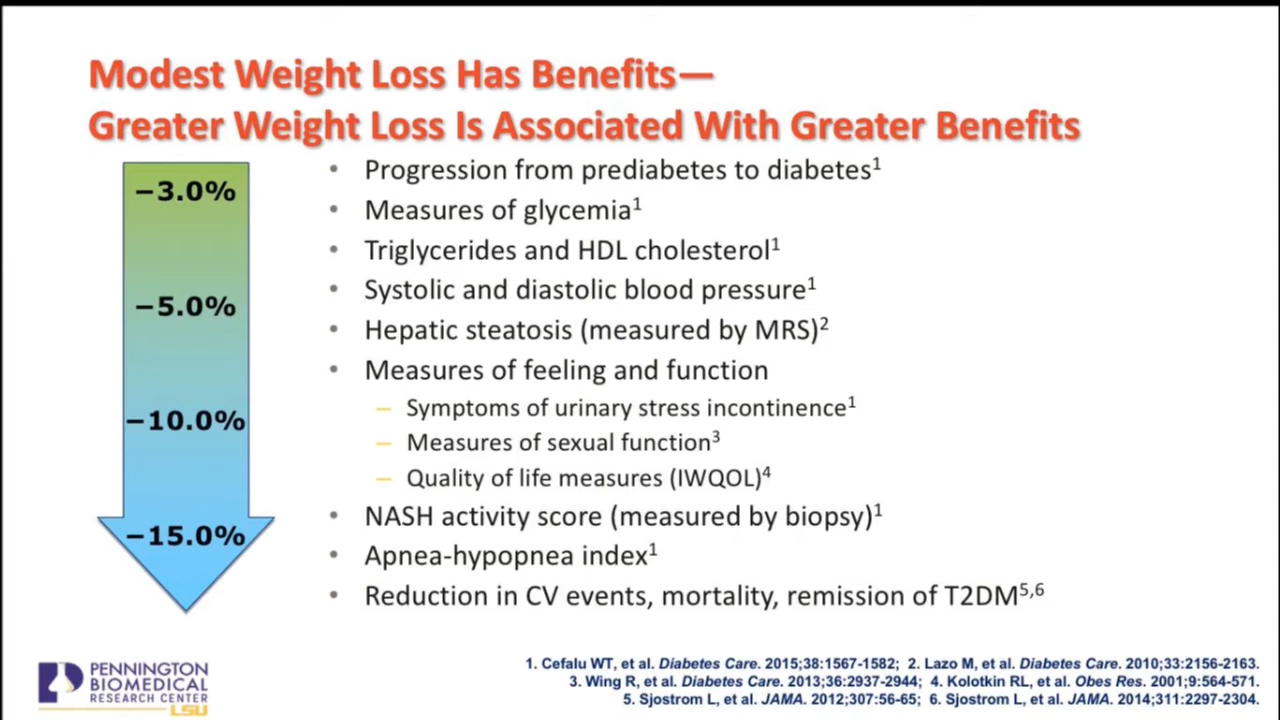 Modest Weight Loss Has Benefits—
Greater Weight Loss Is Associated With Greater Benefits
−3.0%
−5.0%
−10.0%
−15.0%
• Progression from prediabetes to diabetes¹
• Measures of glycemia¹
• Triglycerides and HDL cholesterol¹
• Systolic and diastolic blood pressure¹
• Hepatic steatosis (measured by MRS)²
• Measures of feeling and function
– Symptoms of urinary stress incontinence¹
– Measures of sexual function³
– Quality of life measures (IWQOL)⁴
• NASH activity score (measured by biopsy)¹
• Apnea-hypopnea index¹
• Reduction in CV events, mortality, remission of T2DM⁵,⁶
PENNINGTON
BIOMEDICAL
RESEARCH CENTER
LSU
1. Cefalu WT, et al. Diabetes Care. 2015;38:1567-1582; 2. Lazo M, et al. Diabetes Care. 2010;33:2156-2163.
3. Wing R, et al. Diabetes Care. 2013;36:2937-2944; 4. Kolotkin RL, et al. Obes Res. 2001;9:564-571.
5. Sjostrom L, et al. JAMA. 2012;307:56-65; 6. Sjostrom L, et al. JAMA. 2014;311:2297-2304.